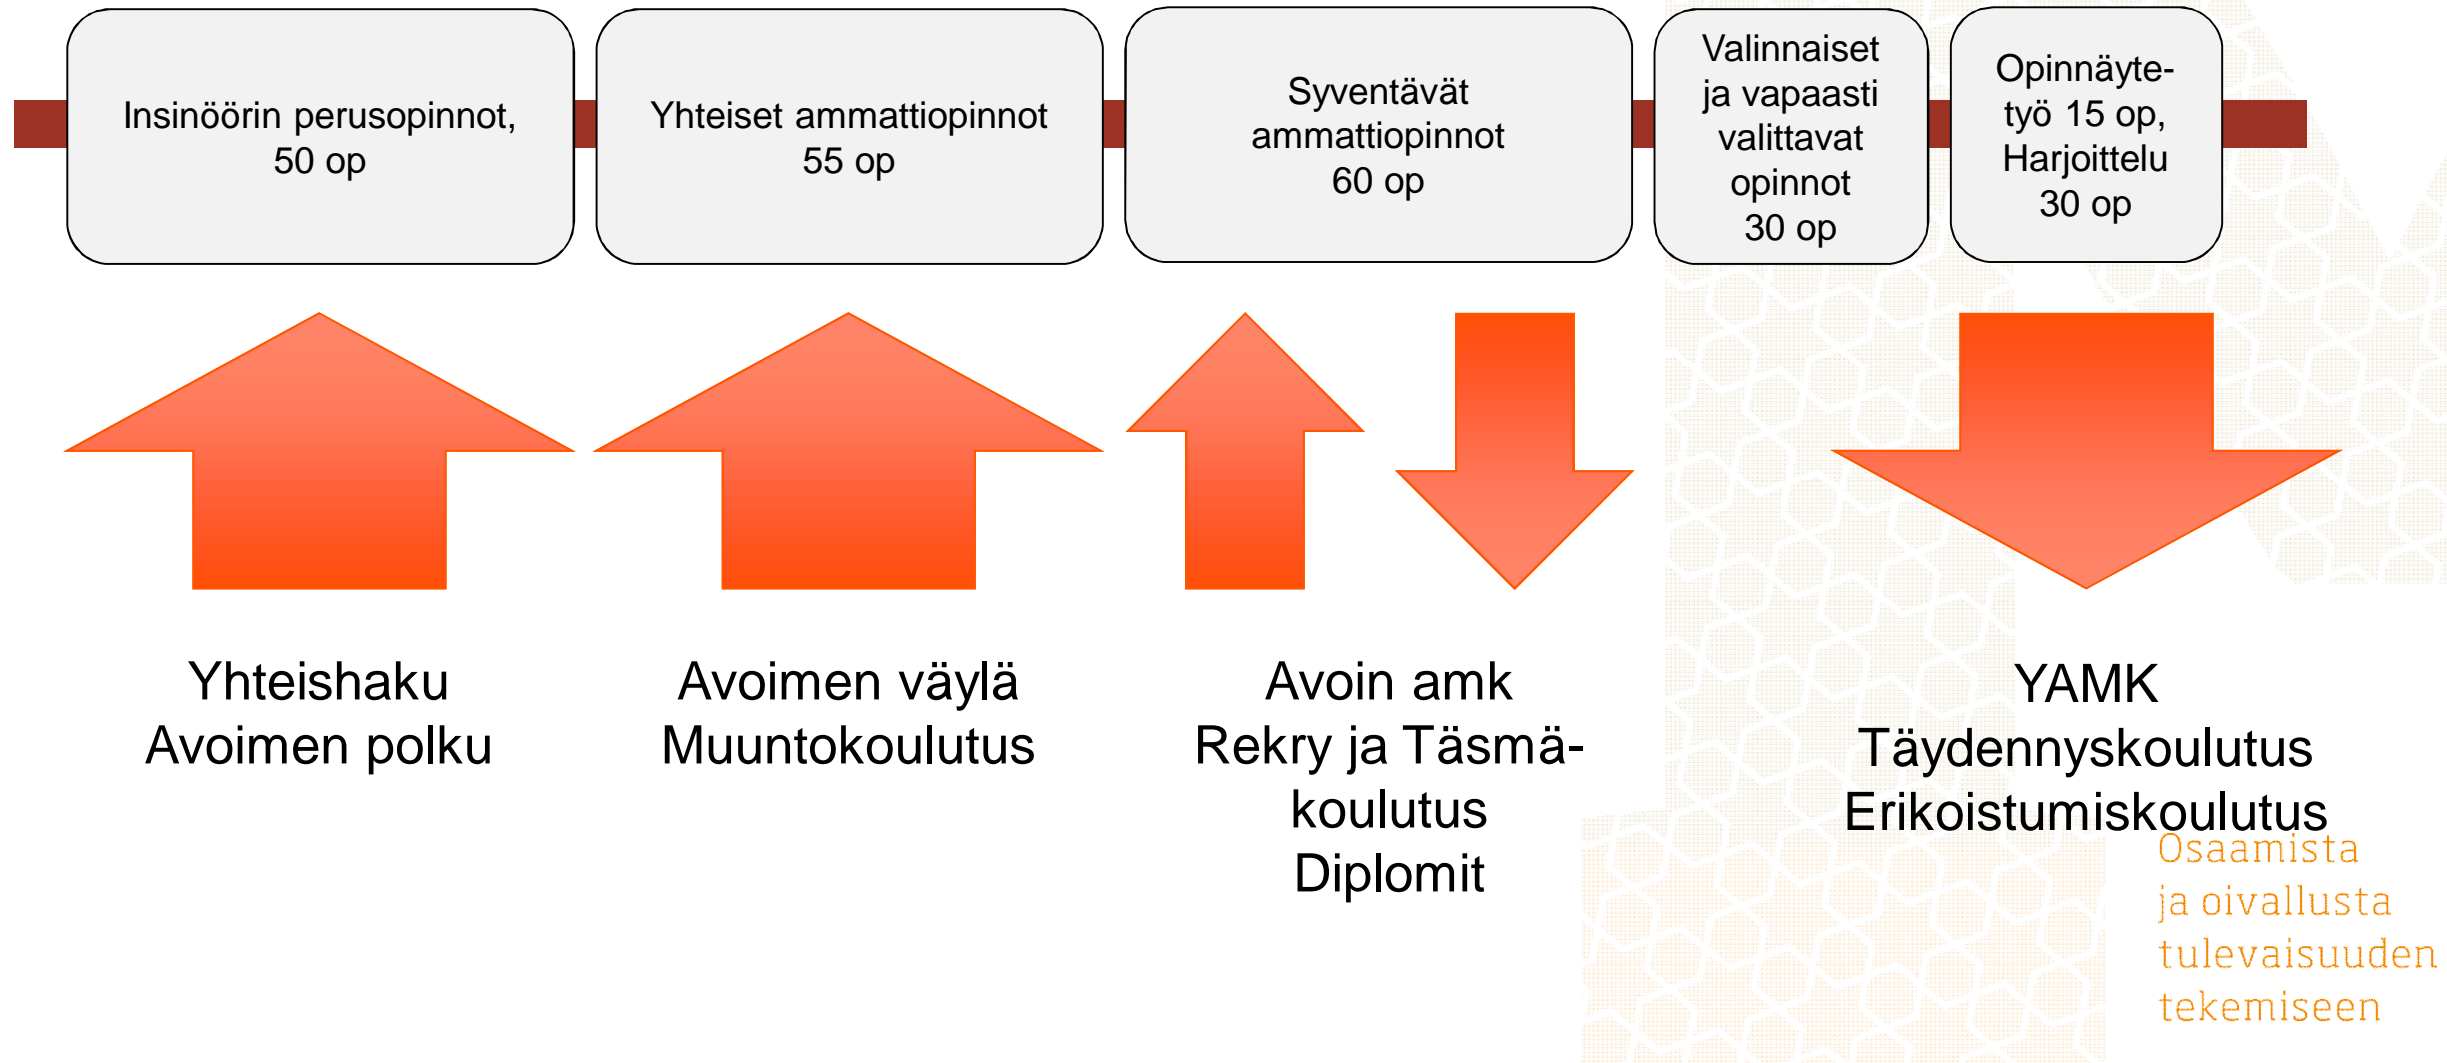 Insinöörin perusopinnot,
50 op
Yhteiset ammattiopinnot
55 op
Syventävät
ammattiopinnot
60 op
Valinnaiset
ja vapaasti
valittavat
opinnot
30 op
Opinnäyte-
työ 15 op,
Harjoittelu
30 op
Yhteishaku
Avoimen polku
Avoimen väylä
Muuntokoulutus
Avoin amk
Rekry ja Täsmä-
koulutus
Diplomit
YAMK
Täydennyskoulutus
Erikoistumiskoulutus
Osaamista
ja oivallusta
tulevaisuuden
tekemiseen